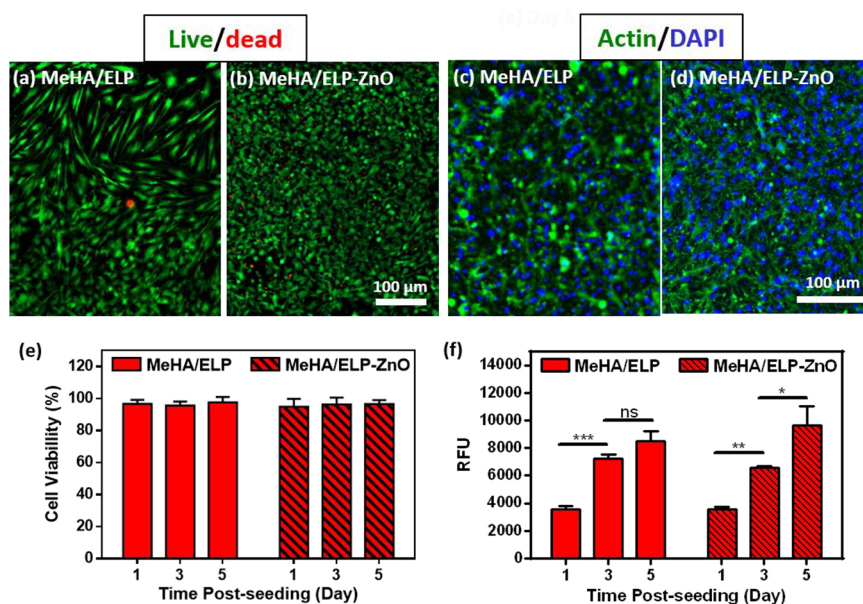 (e) Day 5
Live/dead
Actin/DAPI
(a) MeHA/ELP
(b) MeHA/ELP-ZnO
(c) MeHA/ELP
(d) MeHA/ELP-ZnO
100 µm
100 µm
(e)
MeHA/ELP
MeHA/ELP-ZnO
Cell Viabillity (%)
120
100
80
60
40
20
0
1 3 5 1 3 5
Time Post-seeding (Day)
(f)
MeHA/ELP
MeHA/ELP-ZnO
RFU
14000
12000
10000
8000
6000
4000
2000
0
***
ns
**
*
1 3 5 1 3 5
Time Post-seeding (Day)